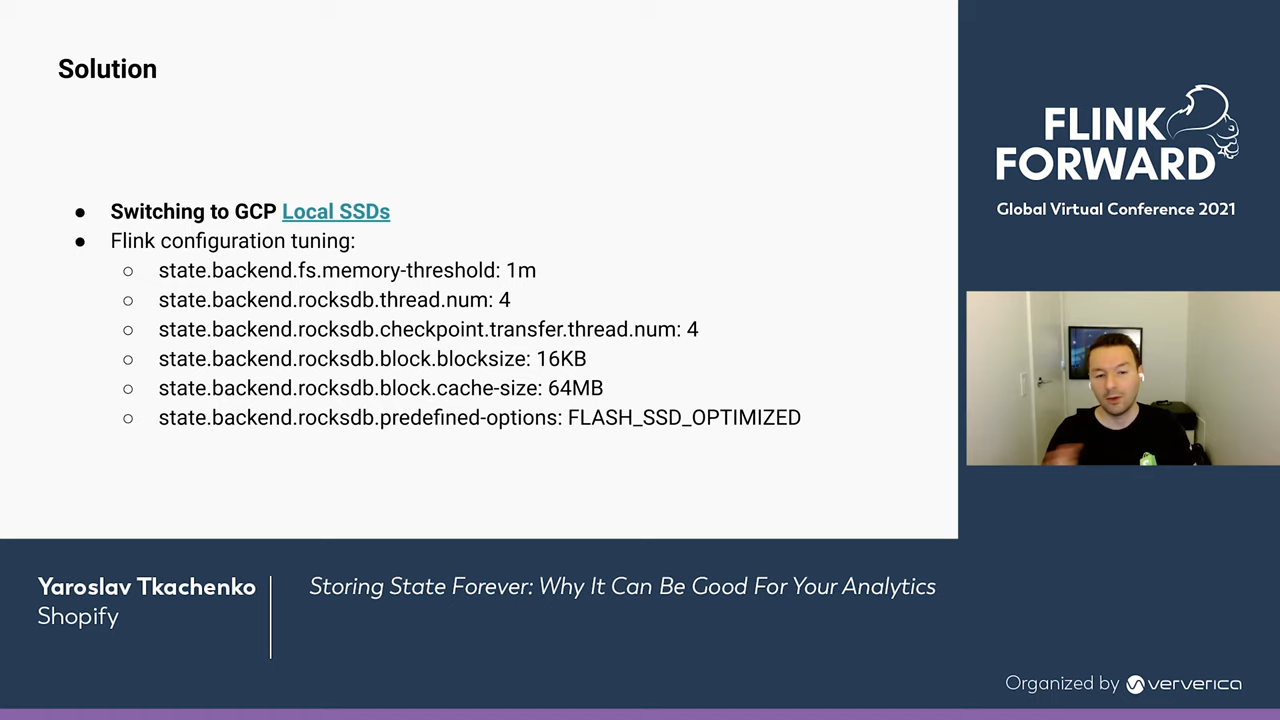 Solution
● Switching to GCP Local SSDs
● Flink configuration tuning:
○ state.backend.fs.memory-threshold: 1m
○ state.backend.rocksdb.thread.num: 4
○ state.backend.rocksdb.checkpoint.transfer.thread.num: 4
○ state.backend.rocksdb.block.blocksize: 16KB
○ state.backend.rocksdb.block.cache-size: 64MB
○ state.backend.rocksdb.predefined-options: FLASH_SSD_OPTIMIZED
FLINK
FORWARD
Global Virtual Conference 2021
Yaroslav Tkachenko
Shopify
Storing State Forever: Why It Can Be Good For Your Analytics
Organized by ververica